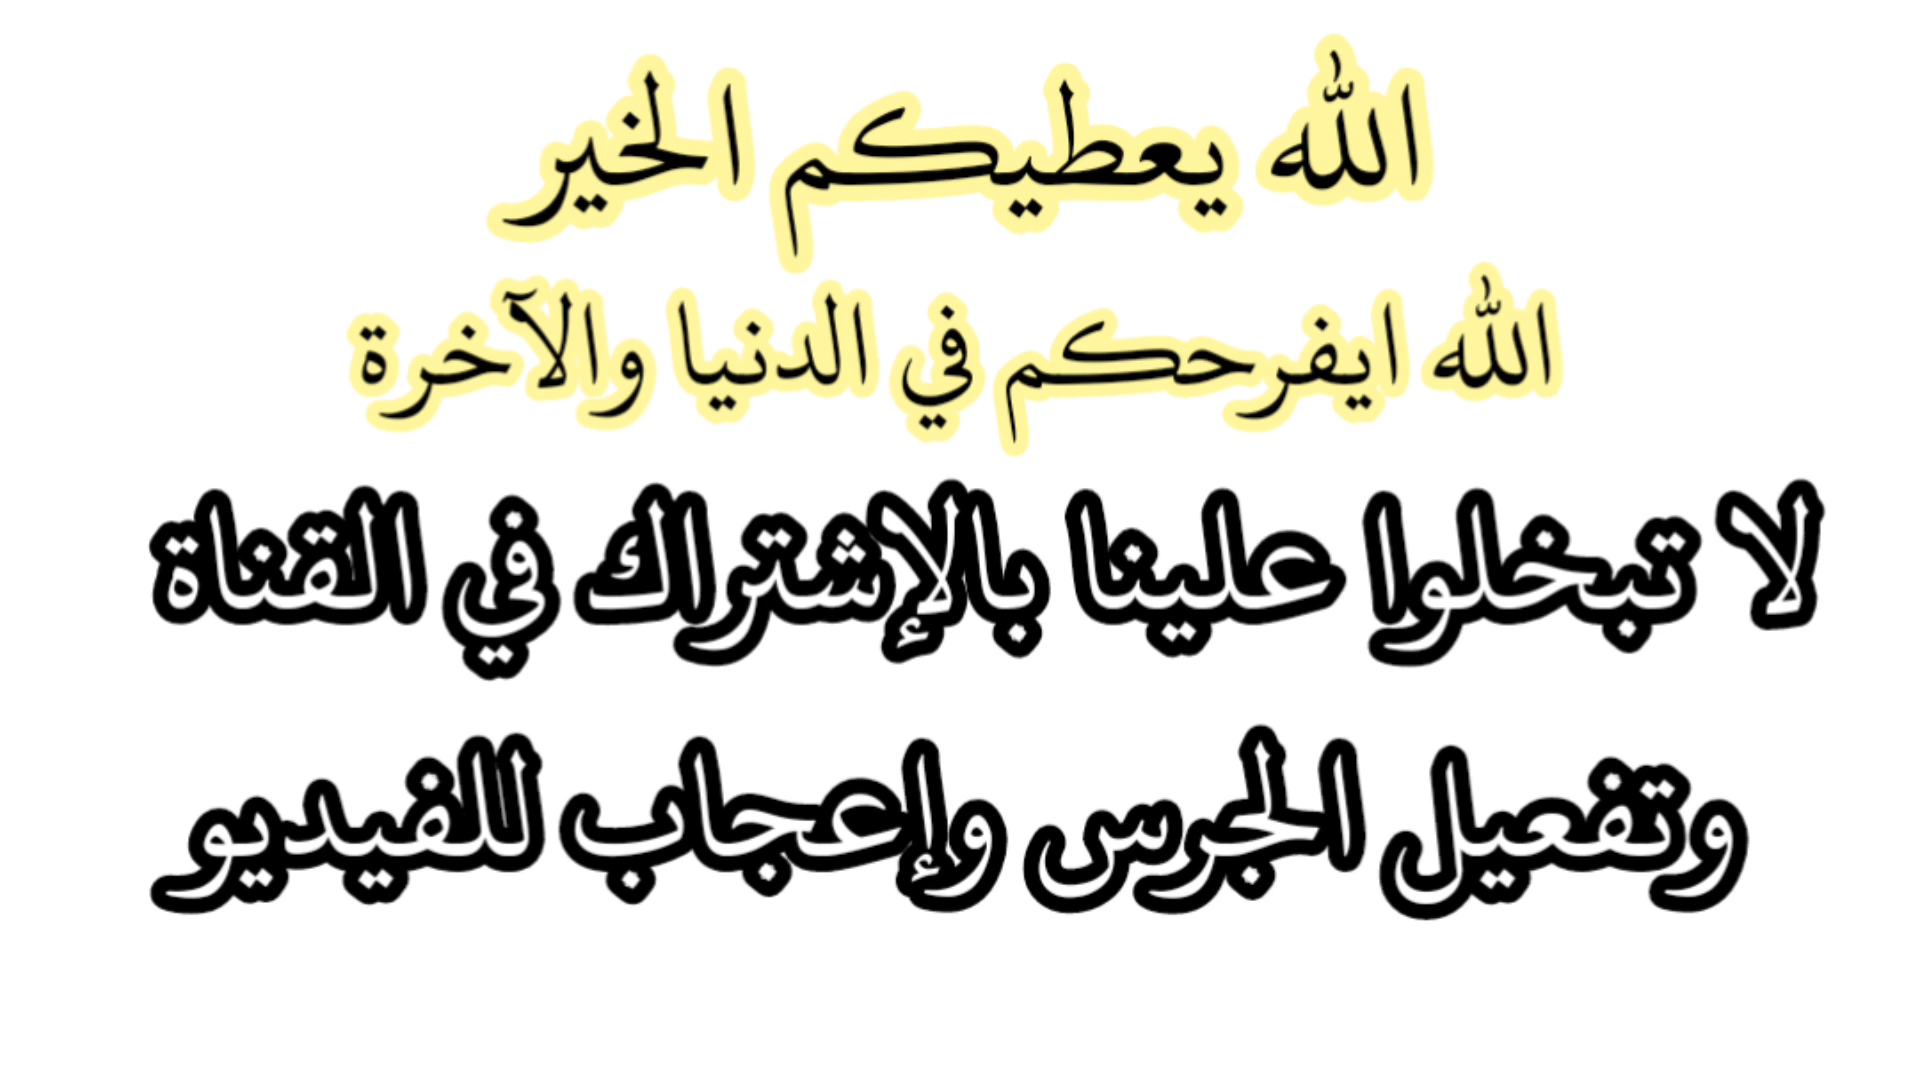 الله يعطيكم الخير
الله ايفرحكم في الدنيا والآخرة
لا تبخلوا علينا بالإشتراك في القناة
وتفعيل الجرس وإعجاب للفيديو